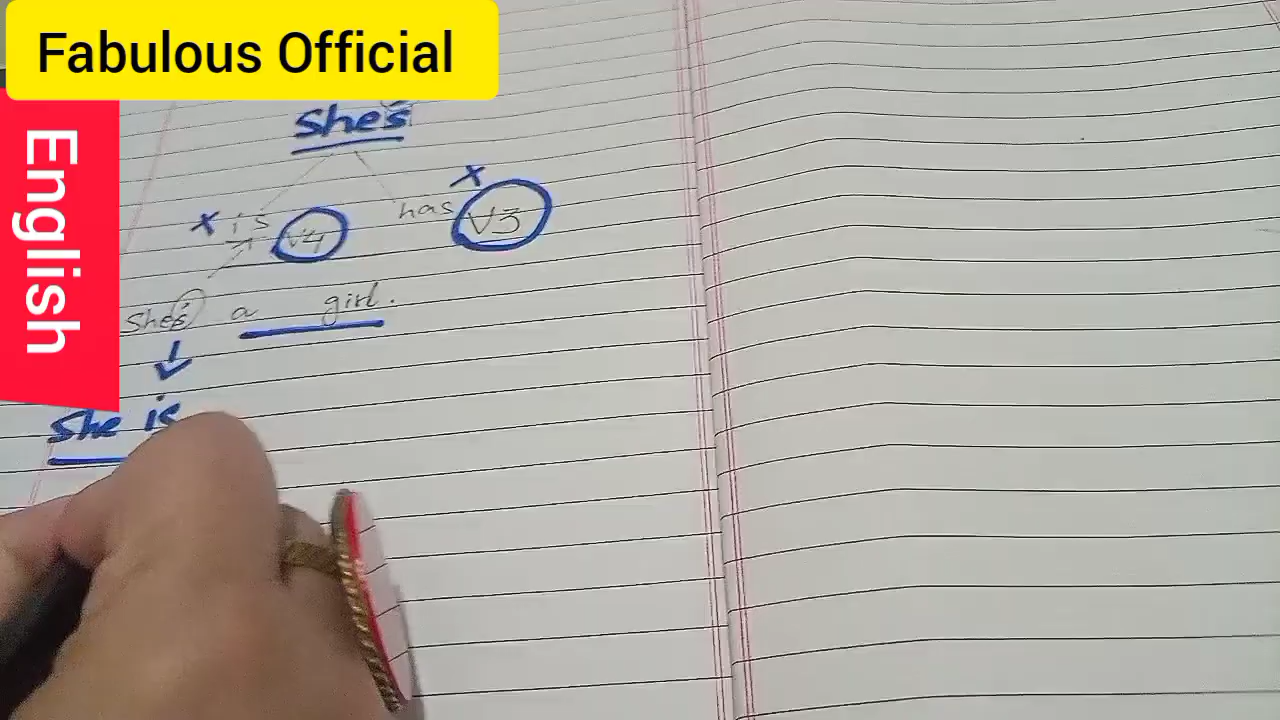 Fabulous Official
English
she's
x is V4 has x V3
she's a girl.
She is